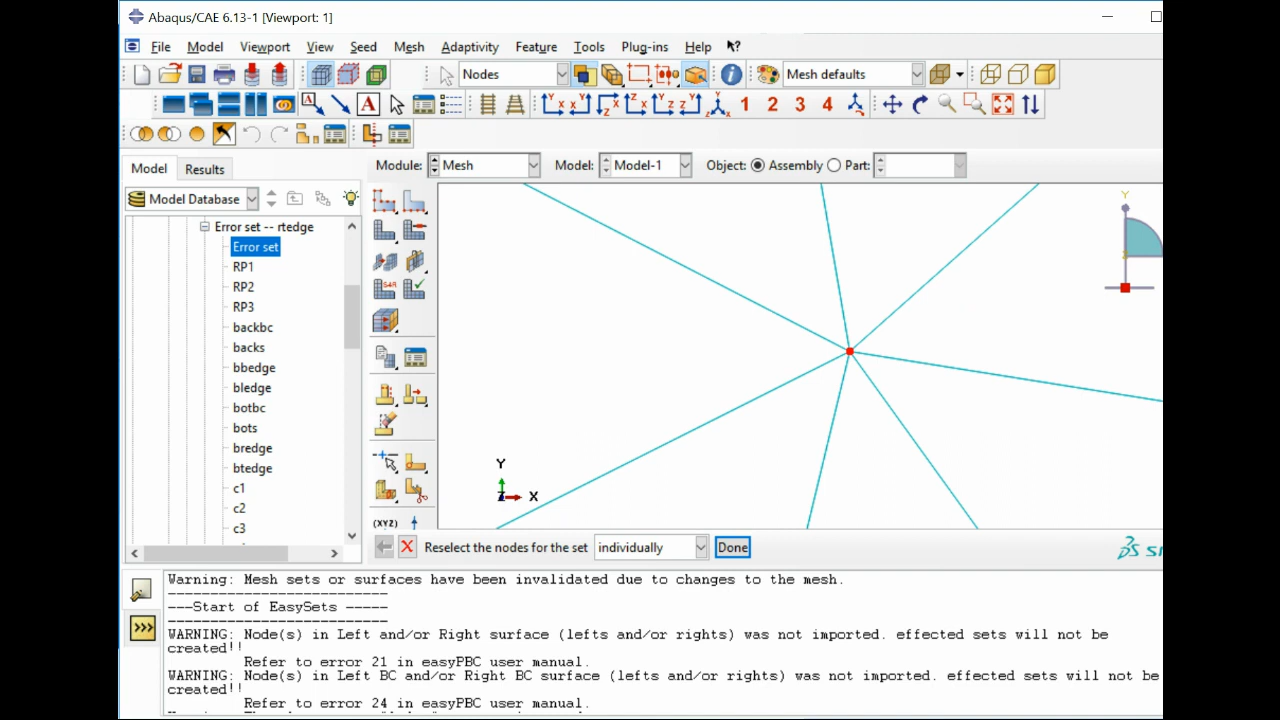 Abaqus/CAE 6.13-1 [Viewport: 1]
File Model Viewport View Seed Mesh Adaptivity Feature Tools Plug-ins Help
Nodes Mesh defaults
A 1 2 3 4
Model Results Module: Mesh Model: Model-1 Object: Assembly Part:
Model Database
Error set -- rtedge
Error set
RP1
RP2
RP3
backbc
backs
bbedge
bledge
botbc
bots
bredge
btedge
c1
c2
c3
(XYZ)
Y
Y
X
Reselect the nodes for the set individually Done
Warning: Mesh sets or surfaces have been invalidated due to changes to the mesh.
--------------------------
---Start of EasySets -----
--------------------------
WARNING: Node(s) in Left and/or Right surface (lefts and/or rights) was not imported. effected sets will not be
created!!
Refer to error 21 in easyPBC user manual.
WARNING: Node(s) in Left BC and/or Right BC surface (lefts and/or rights) was not imported. effected sets will not be
created!!
Refer to error 24 in easyPBC user manual.